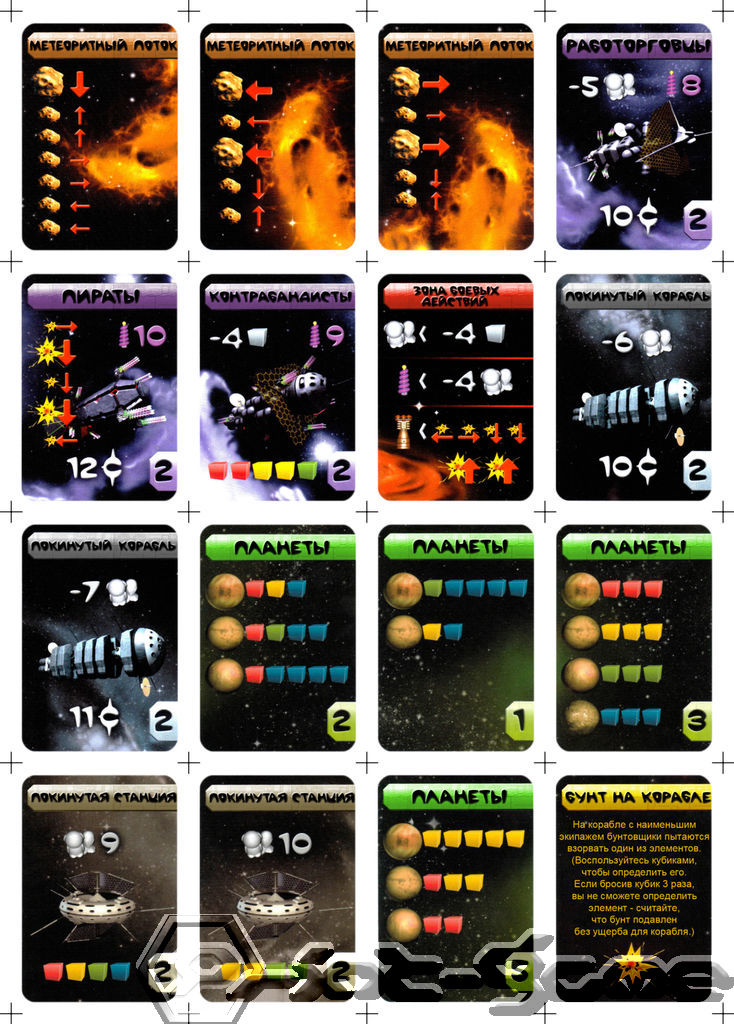 МЕТЕОРИТНЫЙ ПОТОК
МЕТЕОРИТНЫЙ ПОТОК
МЕТЕОРИТНЫЙ ПОТОК
РАБОТОРГОВЦЫ
-5
8
10
2
ПИРАТЫ
10
12
2
КОНТРАБАНДИСТЫ
-4
9
2
ЗОНА БОЕВЫХ
ДЕЙСТВИЙ
< -4
< -4
<
ПОКИНУТЫЙ КОРАБЛЬ
-6
10
2
ПОКИНУТЫЙ КОРАБЛЬ
-7
11
2
ПЛАНЕТЫ
2
ПЛАНЕТЫ
1
ПЛАНЕТЫ
3
ПОКИНУТАЯ СТАНЦИЯ
9
2
ПОКИНУТАЯ СТАНЦИЯ
10
2
ПЛАНЕТЫ
БУНТ НА КОРАБЛЕ
На корабле с наименьшим
экипажем бунтовщики пытаются
взорвать один из элементов.
(Воспользуйтесь кубиками,
чтобы определить его.
Если бросив кубик 3 раза,
вы не сможете определить
элемент - считайте,
что бунт подавлен
без ущерба для корабля.)